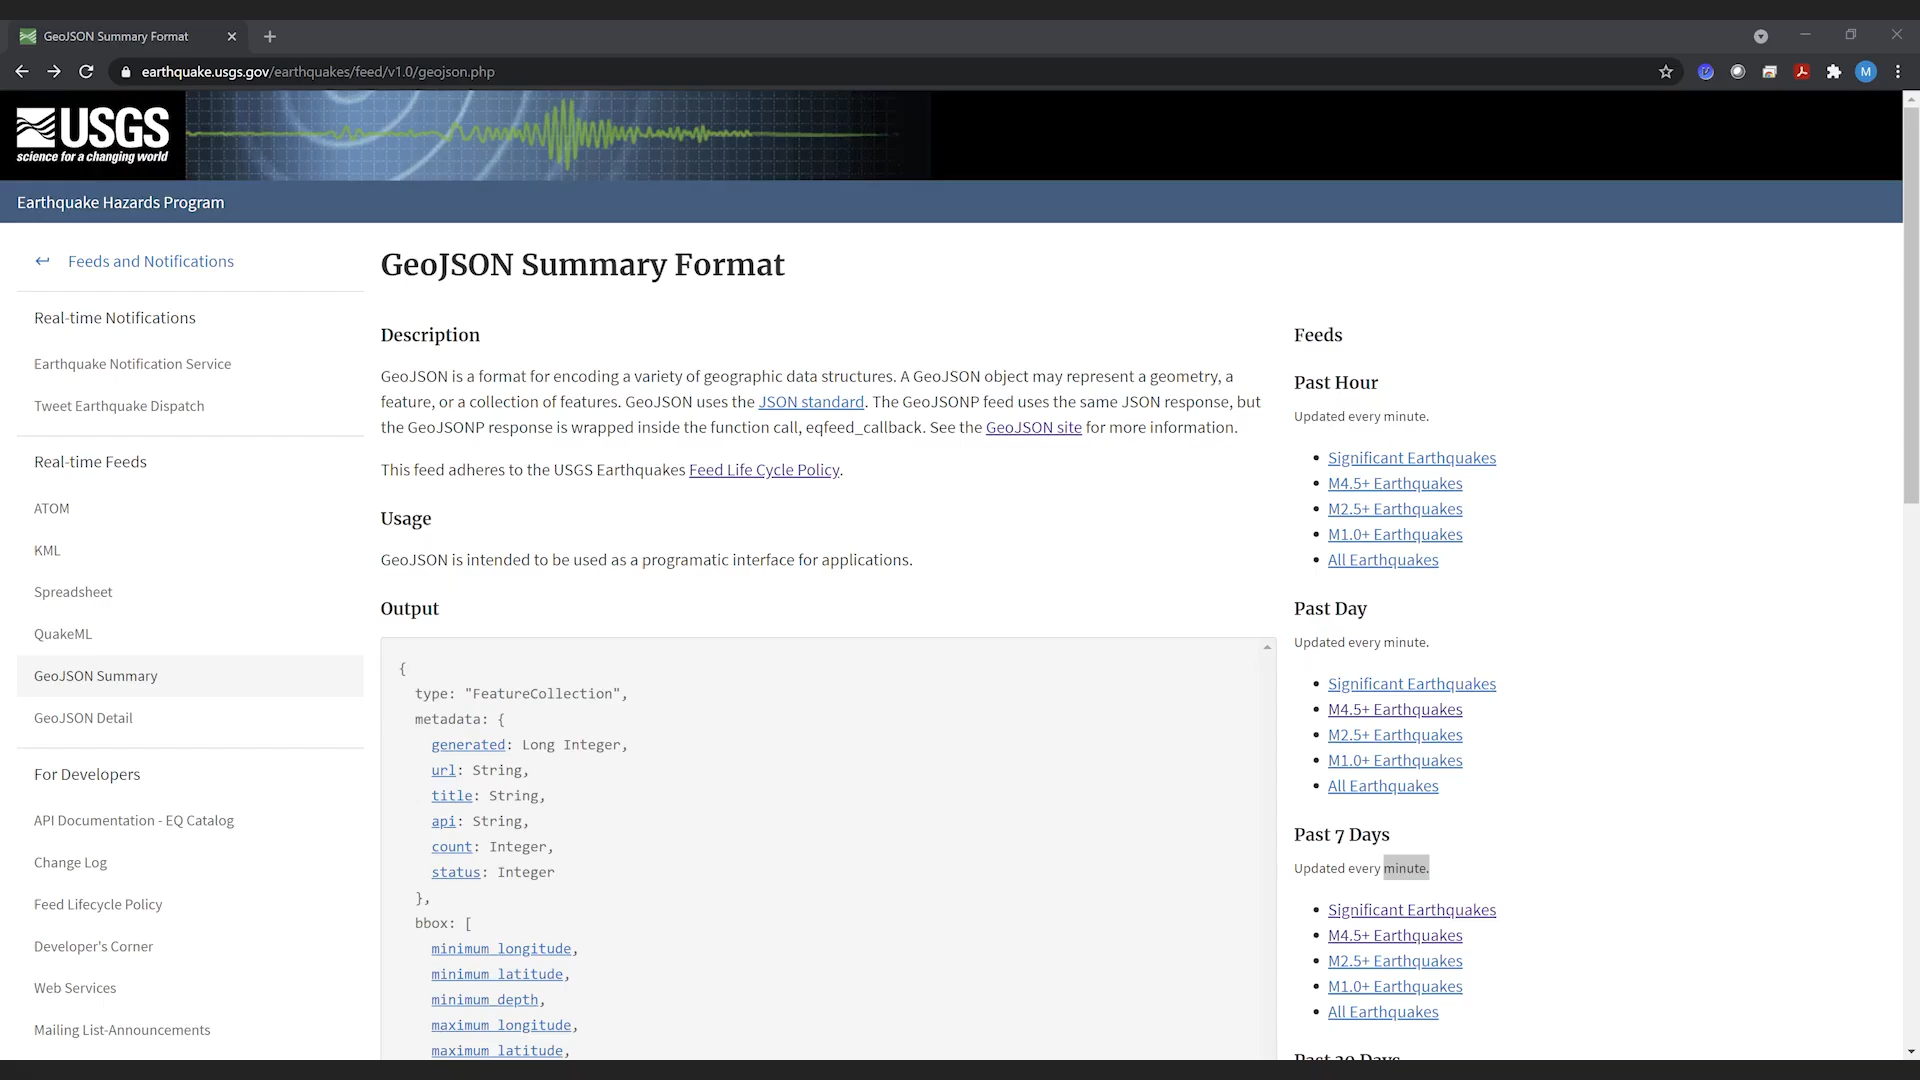 GeoJSON Summary Format
earthquake.usgs.gov/earthquakes/feed/v1.0/geojson.php
M
USGS
science for a changing world
Earthquake Hazards Program
Feeds and Notifications
Real-time Notifications
Earthquake Notification Service
Tweet Earthquake Dispatch
Real-time Feeds
ATOM
KML
Spreadsheet
QuakeML
GeoJSON Summary
GeoJSON Detail
For Developers
API Documentation - EQ Catalog
Change Log
Feed Lifecycle Policy
Developer's Corner
Web Services
Mailing List-Announcements
GeoJSON Summary Format
Description
GeoJSON is a format for encoding a variety of geographic data structures. A GeoJSON object may represent a geometry, a
feature, or a collection of features. GeoJSON uses the JSON standard. The GeoJSONP feed uses the same JSON response, but
the GeoJSONP response is wrapped inside the function call, eqfeed_callback. See the GeoJSON site for more information.
This feed adheres to the USGS Earthquakes Feed Life Cycle Policy.
Usage
GeoJSON is intended to be used as a programatic interface for applications.
Output
{
type: "FeatureCollection",
metadata: {
generated: Long Integer,
url: String,
title: String,
api: String,
count: Integer,
status: Integer
},
bbox: [
minimum longitude,
minimum latitude,
minimum depth,
maximum longitude,
maximum latitude,
Feeds
Past Hour
Updated every minute.
• Significant Earthquakes
• M4.5+ Earthquakes
• M2.5+ Earthquakes
• M1.0+ Earthquakes
• All Earthquakes
Past Day
Updated every minute.
• Significant Earthquakes
• M4.5+ Earthquakes
• M2.5+ Earthquakes
• M1.0+ Earthquakes
• All Earthquakes
Past 7 Days
Updated every minute.
• Significant Earthquakes
• M4.5+ Earthquakes
• M2.5+ Earthquakes
• M1.0+ Earthquakes
• All Earthquakes
Past 30 Days